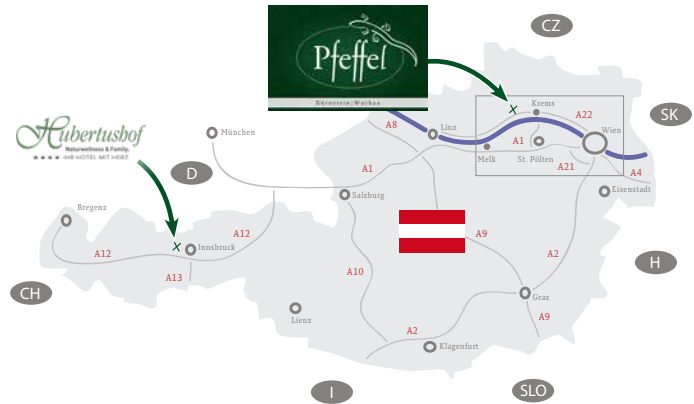 CZ
Pfeffel
Dürnstein | Wachau
Krems
A22
SK
A8
Linz
Wien
München
Hubertushof
Naturwellness & Family.
★★★★ IHR HOTEL MIT HERZ.
A1
Melk
St. Pölten
A21
A4
D
A1
Eisenstadt
Salzburg
Bregenz
A12
A9
Innsbruck
A12
A2
H
A13
A10
CH
Graz
Lienz
A9
A2
Klagenfurt
I
SLO